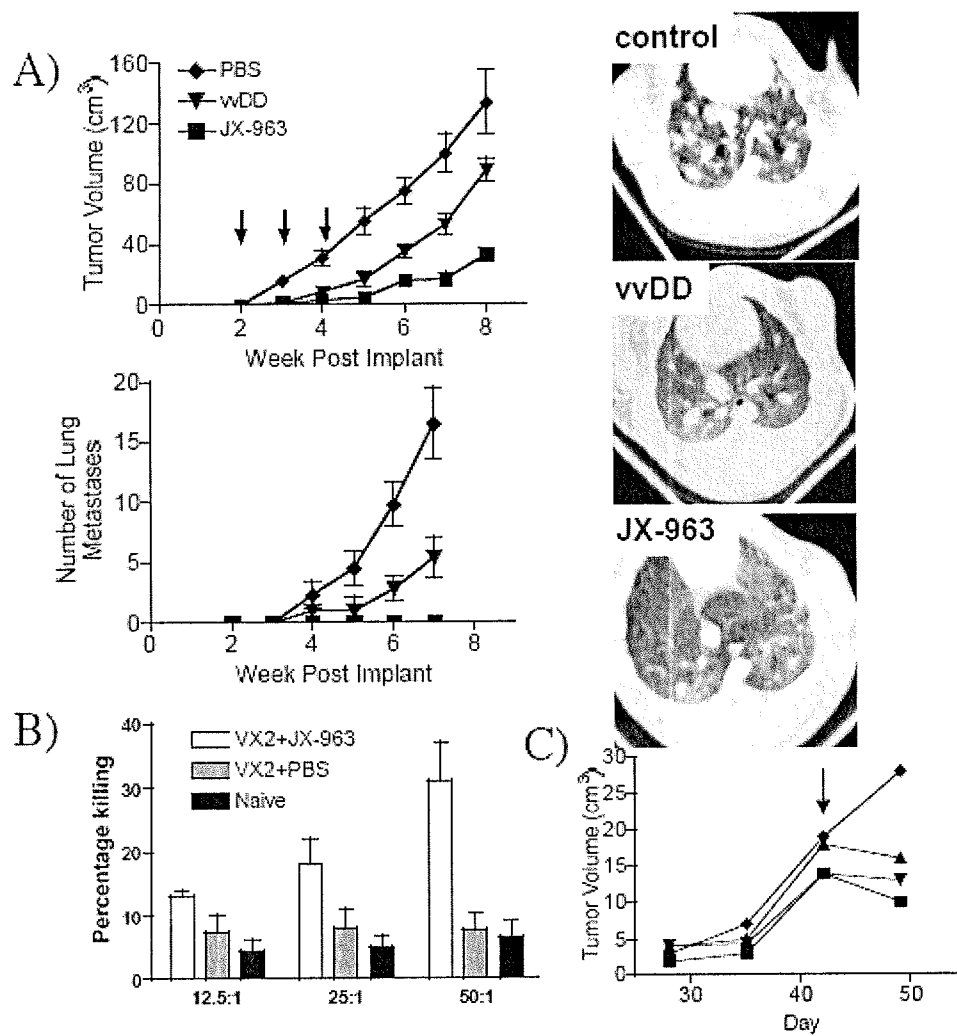 A)
160
120
80
40
0
Tumor Volume (cm³)
PBS
vvDD
JX-963
0 2 4 6 8
Week Post Implant
20
15
10
5
0
Number of Lung
Metastases
0 2 4 6 8
Week Post Implant
control
vvDD
JX-963
B)
40
30
20
10
0
Percentage killing
VX2+JX-963
VX2+PBS
Naive
12.5:1 25:1 50:1
C)
30
25
20
15
10
5
0
Tumor Volume (cm³)
30 40 50
Day